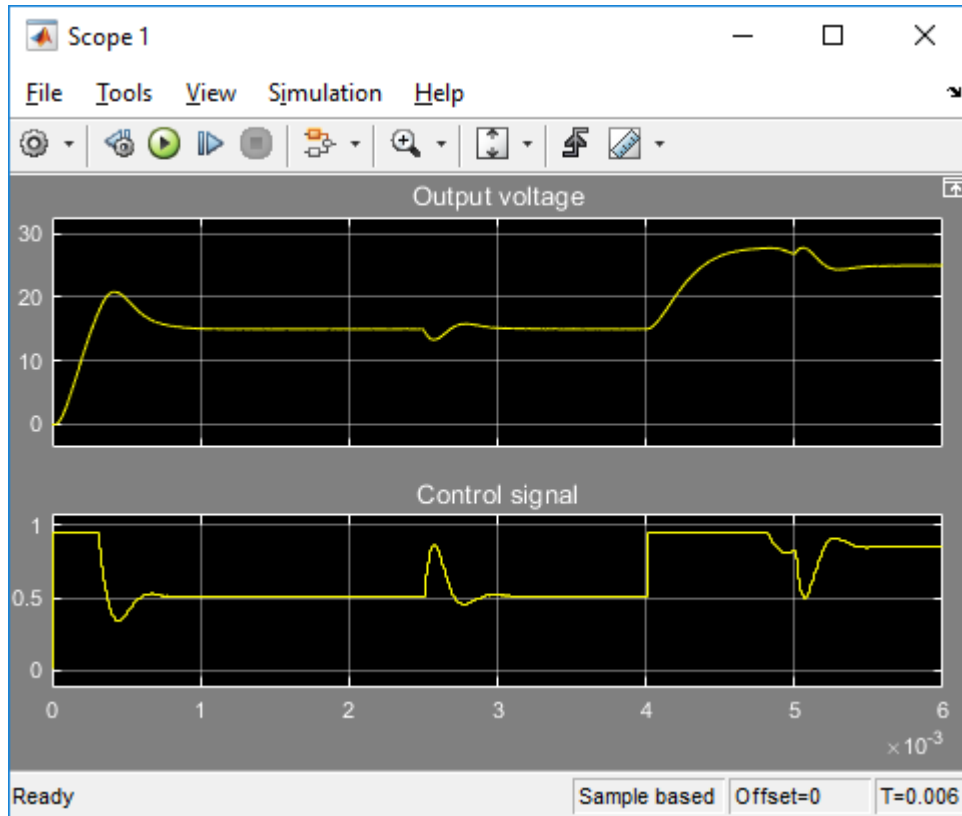 Scope 1
File Tools View Simulation Help
Output voltage
30
20
10
0
Control signal
1
0.5
0
0 1 2 3 4 5 6
×10-3
Ready Sample based Offset=0 T=0.006